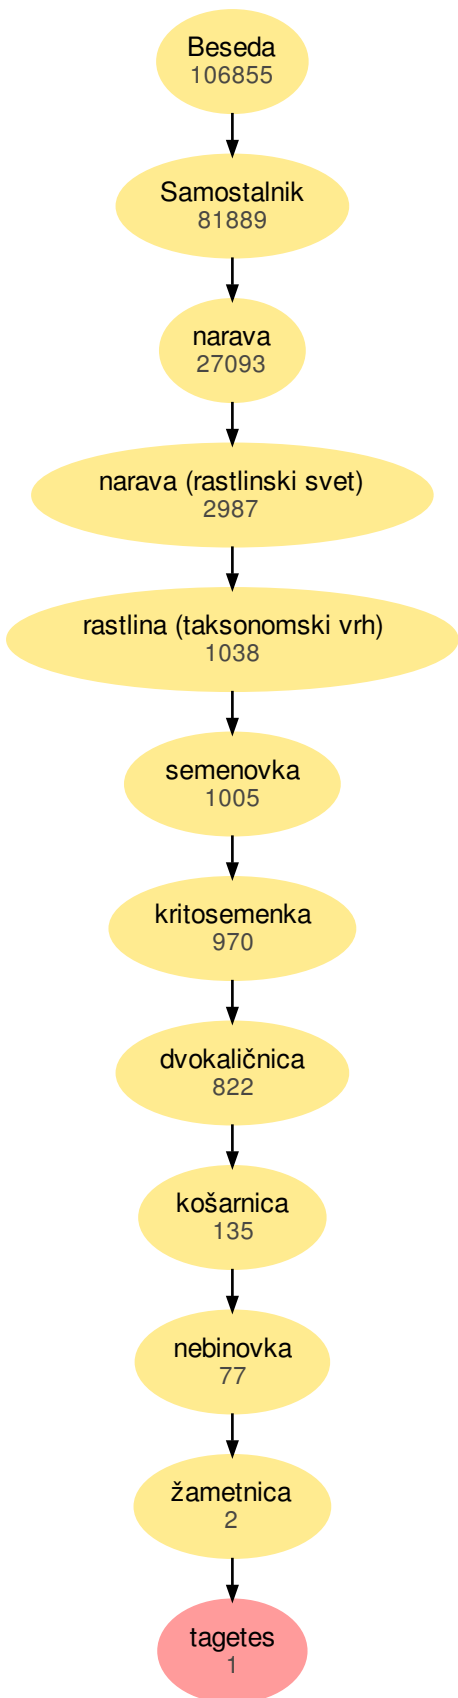 Beseda
106855
Samostalnik
81889
narava
27093
narava (rastlinski svet)
2987
rastlina (taksonomski vrh)
1038
semenovka
1005
kritosemenka
970
dvokaličnica
822
košarnica
135
nebinovka
77
žametnica
2
tagetes
1